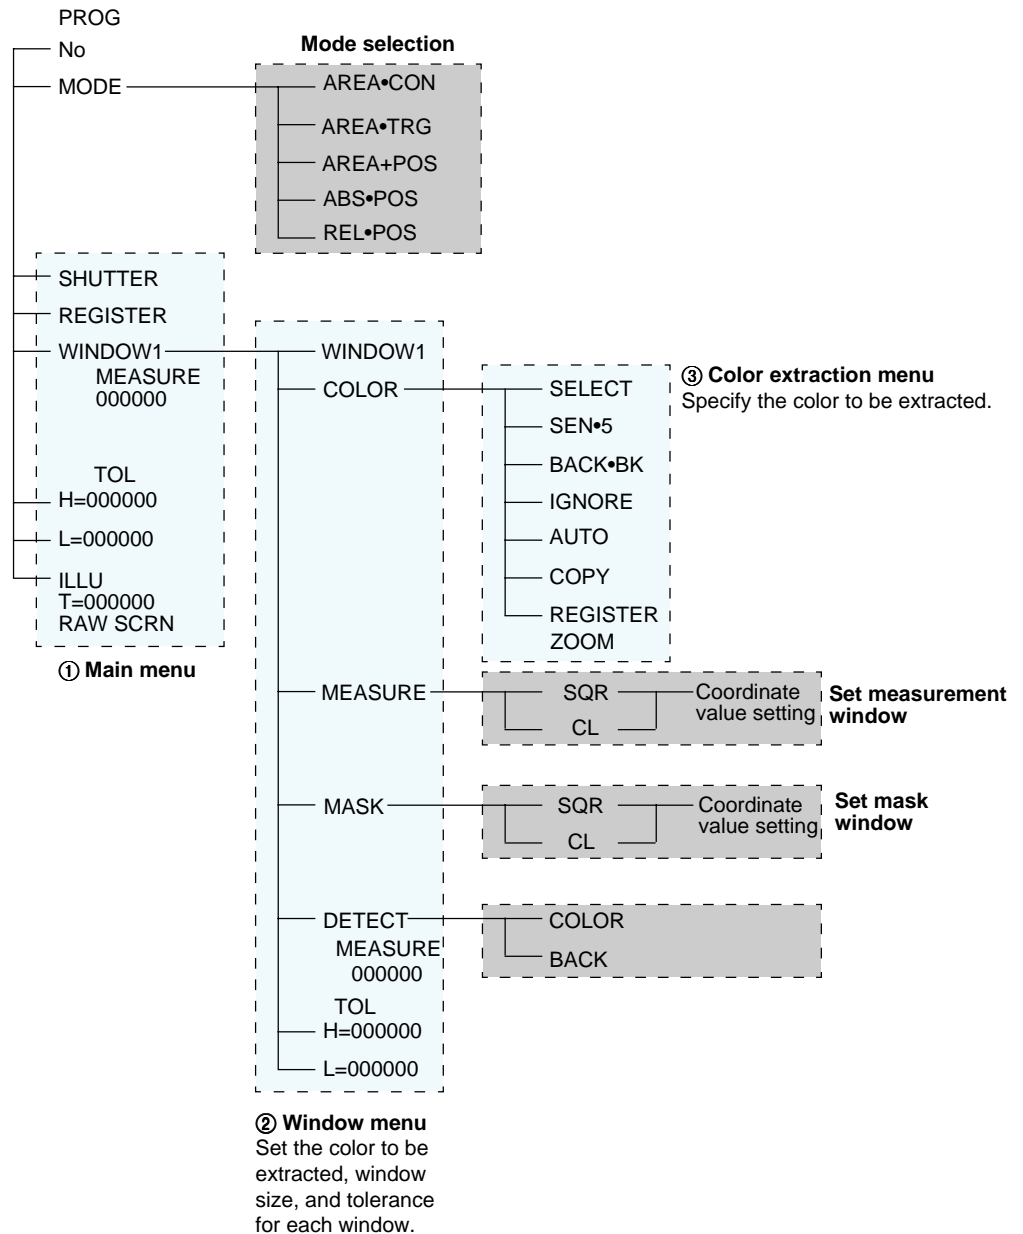 PROG
No
MODE
Mode selection
AREA•CON
AREA•TRG
AREA+POS
ABS•POS
REL•POS
SHUTTER
REGISTER
WINDOW1
MEASURE
000000
TOL
H=000000
L=000000
ILLU
T=000000
RAW SCRN
① Main menu
WINDOW1
COLOR
MEASURE
MASK
DETECT
MEASURE
000000
TOL
H=000000
L=000000
② Window menu
Set the color to be
extracted, window
size, and tolerance
for each window.
SELECT
SEN•5
BACK•BK
IGNORE
AUTO
COPY
REGISTER
ZOOM
③ Color extraction menu
Specify the color to be extracted.
SQR
CL
Coordinate
value setting
Set measurement
window
SQR
CL
Coordinate
value setting
Set mask
window
COLOR
BACK